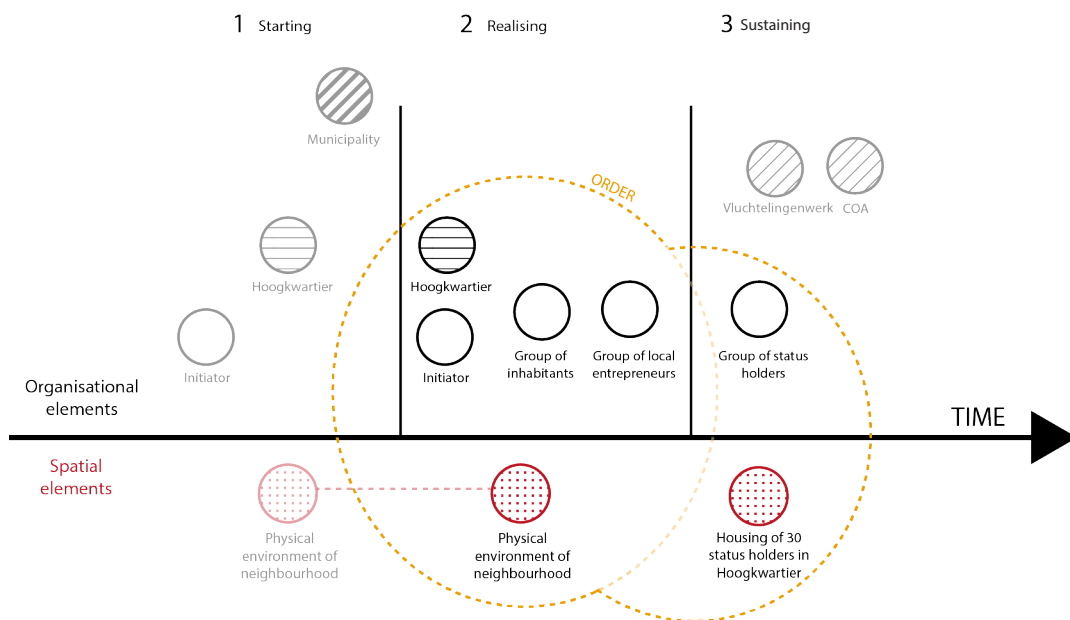 1 Starting
2 Realising
3 Sustaining
Municipality
ORDER
Vluchtelingenwerk
COA
Hoogkwartier
Hoogkwartier
Initiator
Initiator
Group of
inhabitants
Group of local
entrepreneurs
Group of status
holders
Organisational
elements
TIME
Spatial
elements
Physical
environment of
neighbourhood
Physical
environment of
neighbourhood
Housing of 30
status holders in
Hoogkwartier